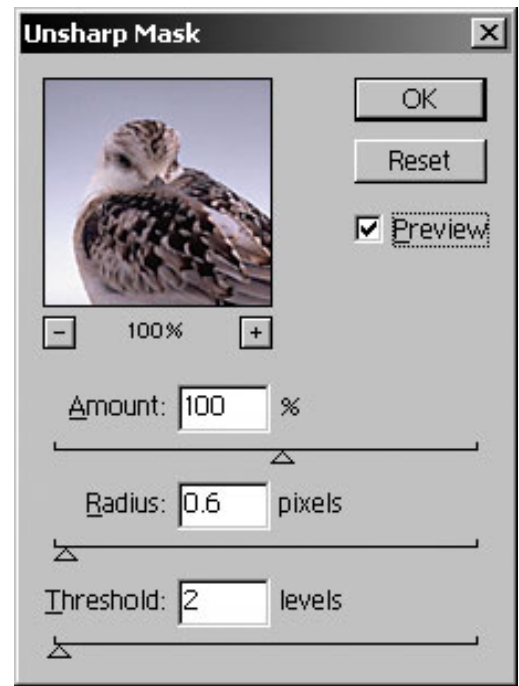 Unsharp Mask
OK
Reset
Preview
- 100% +
Amount: 100 %
Radius: 0.6 pixels
Threshold: 2 levels